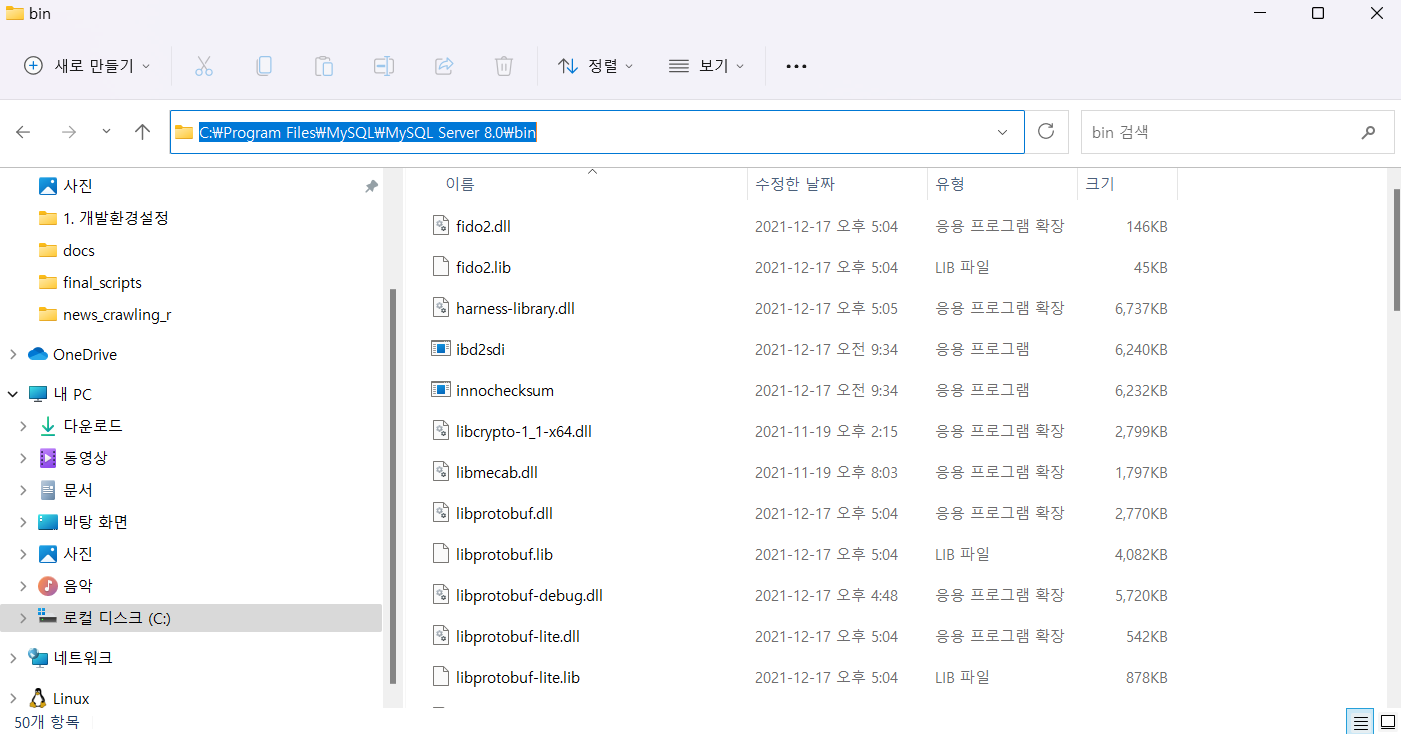 bin
새로 만들기
정렬
보기
C:₩Program Files₩MySQL₩MySQL Server 8.0₩bin
bin 검색
사진
1. 개발환경설정
docs
final_scripts
news_crawling_r
OneDrive
내 PC
다운로드
동영상
문서
바탕 화면
사진
음악
로컬 디스크 (C:)
네트워크
Linux
이름 수정한 날짜 유형 크기
fido2.dll 2021-12-17 오후 5:04 응용 프로그램 확장 146KB
fido2.lib 2021-12-17 오후 5:04 LIB 파일 45KB
harness-library.dll 2021-12-17 오후 5:05 응용 프로그램 확장 6,737KB
ibd2sdi 2021-12-17 오전 9:34 응용 프로그램 6,240KB
innochecksum 2021-12-17 오전 9:34 응용 프로그램 6,232KB
libcrypto-1_1-x64.dll 2021-11-19 오후 2:15 응용 프로그램 확장 2,799KB
libmecab.dll 2021-11-19 오후 8:03 응용 프로그램 확장 1,797KB
libprotobuf.dll 2021-12-17 오후 5:04 응용 프로그램 확장 2,770KB
libprotobuf.lib 2021-12-17 오후 5:04 LIB 파일 4,082KB
libprotobuf-debug.dll 2021-12-17 오후 4:48 응용 프로그램 확장 5,720KB
libprotobuf-lite.dll 2021-12-17 오후 5:04 응용 프로그램 확장 542KB
libprotobuf-lite.lib 2021-12-17 오후 5:04 LIB 파일 878KB
50개 항목